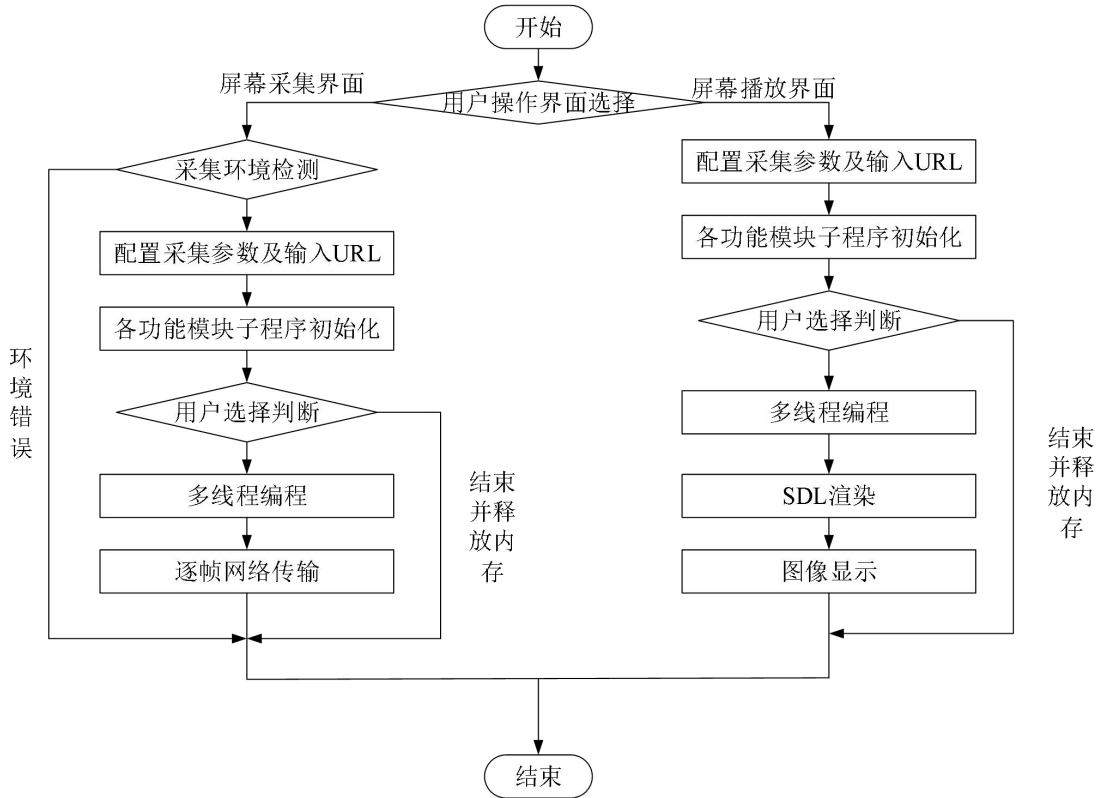 开始
用户操作界面选择
屏幕采集界面
屏幕播放界面
采集环境检测
配置采集参数及输入URL
各功能模块子程序初始化
用户选择判断
多线程编程
逐帧网络传输
环
境
错
误
结束
并释
放内
存
配置采集参数及输入URL
各功能模块子程序初始化
用户选择判断
多线程编程
SDL渲染
图像显示
结束
并释
放内
存
结束